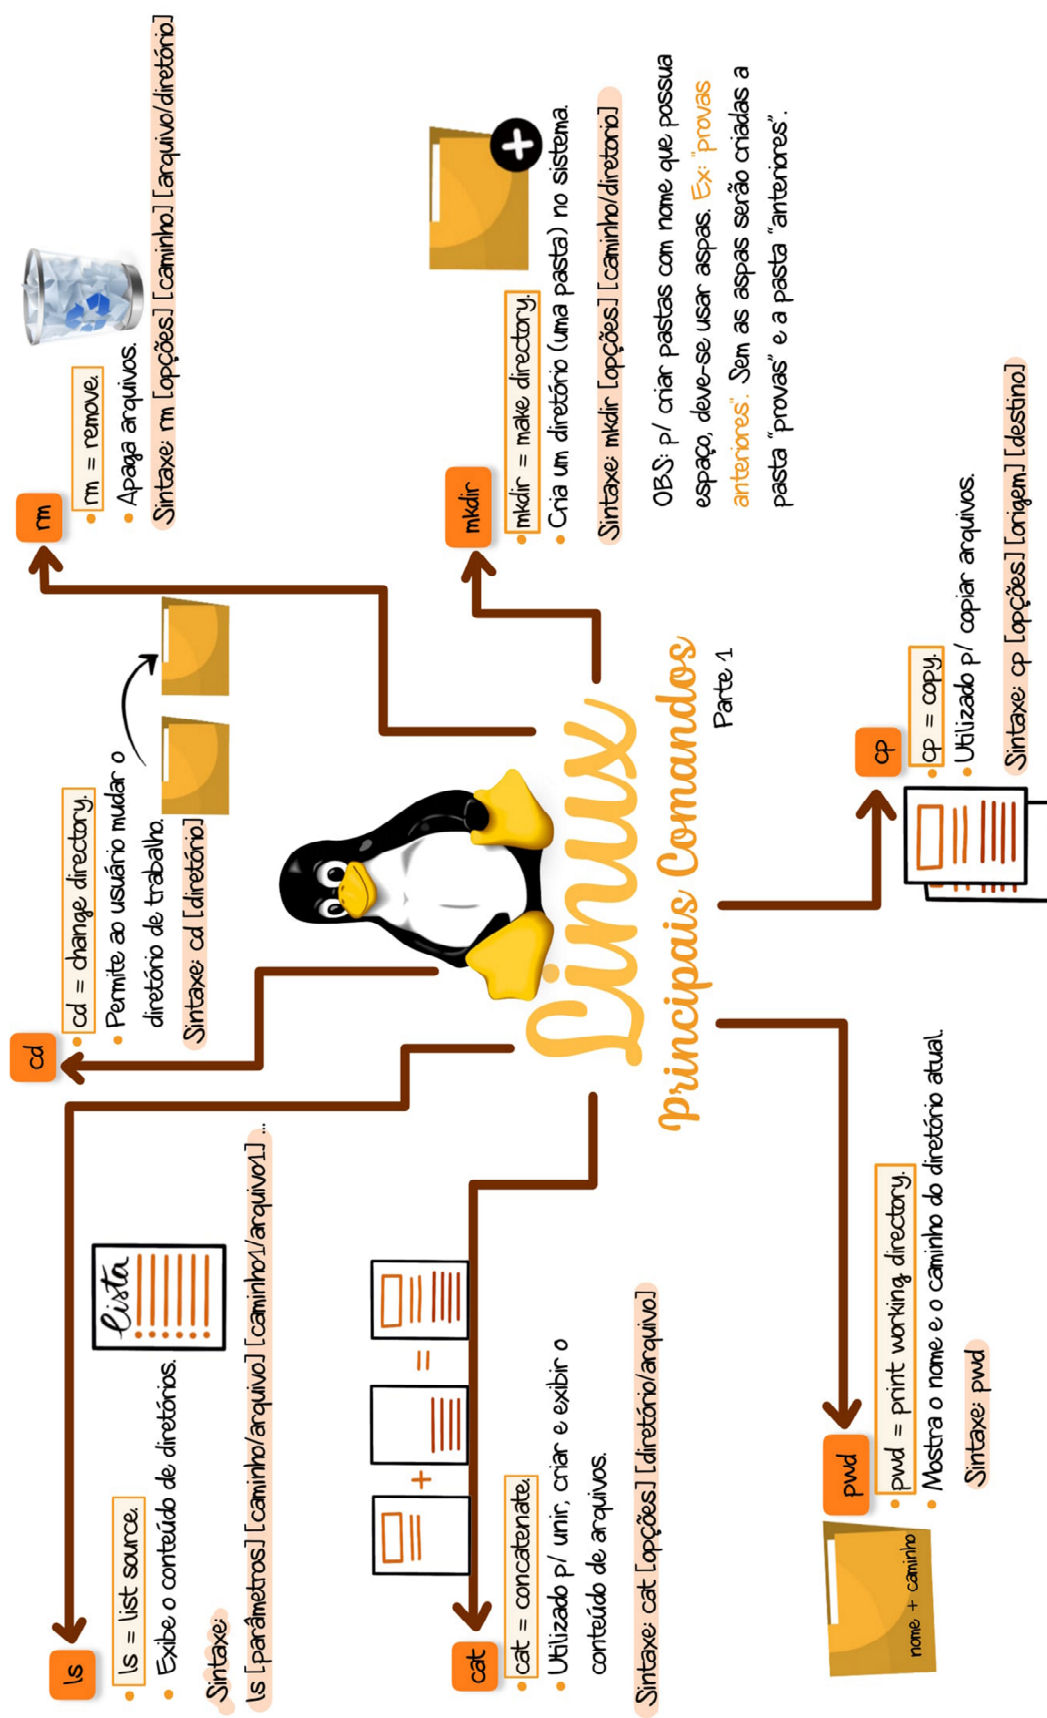 Linux
Principais Comandos
Parte 1
ls
ls = list source.
Exibe o conteúdo de diretórios.
Lista
Sintaxe:
ls [parâmetros] [caminho/arquivo] [caminho1/arquivo1] ...
cd
cd = change directory.
Permite ao usuário mudar o
diretório de trabalho.
Sintaxe: cd [diretório]
rm
rm = remove.
Apaga arquivos.
Sintaxe: rm [opções] [caminho] [arquivo/diretório]
cat
cat = concatenate.
Utilizado p/ unir, criar e exibir o
conteúdo de arquivos.
Sintaxe: cat [opções] [diretório/arquivo]
+
=
mkdir
mkdir = make directory.
Cria um diretório (uma pasta) no sistema.
Sintaxe: mkdir [opções] [caminho/diretorio]
OBS: p/ criar pastas com nome que possua
espaço, deve-se usar aspas. Ex: "provas
anteriores". Sem as aspas serão criadas a
pasta "provas" e a pasta "anteriores".
pwd
pwd = print working directory.
Mostra o nome e o caminho do diretório atual.
Sintaxe: pwd
nome + caminho
cp
cp = copy.
Utilizado p/ copiar arquivos.
Sintaxe: cp [opções] [origem] [destino]